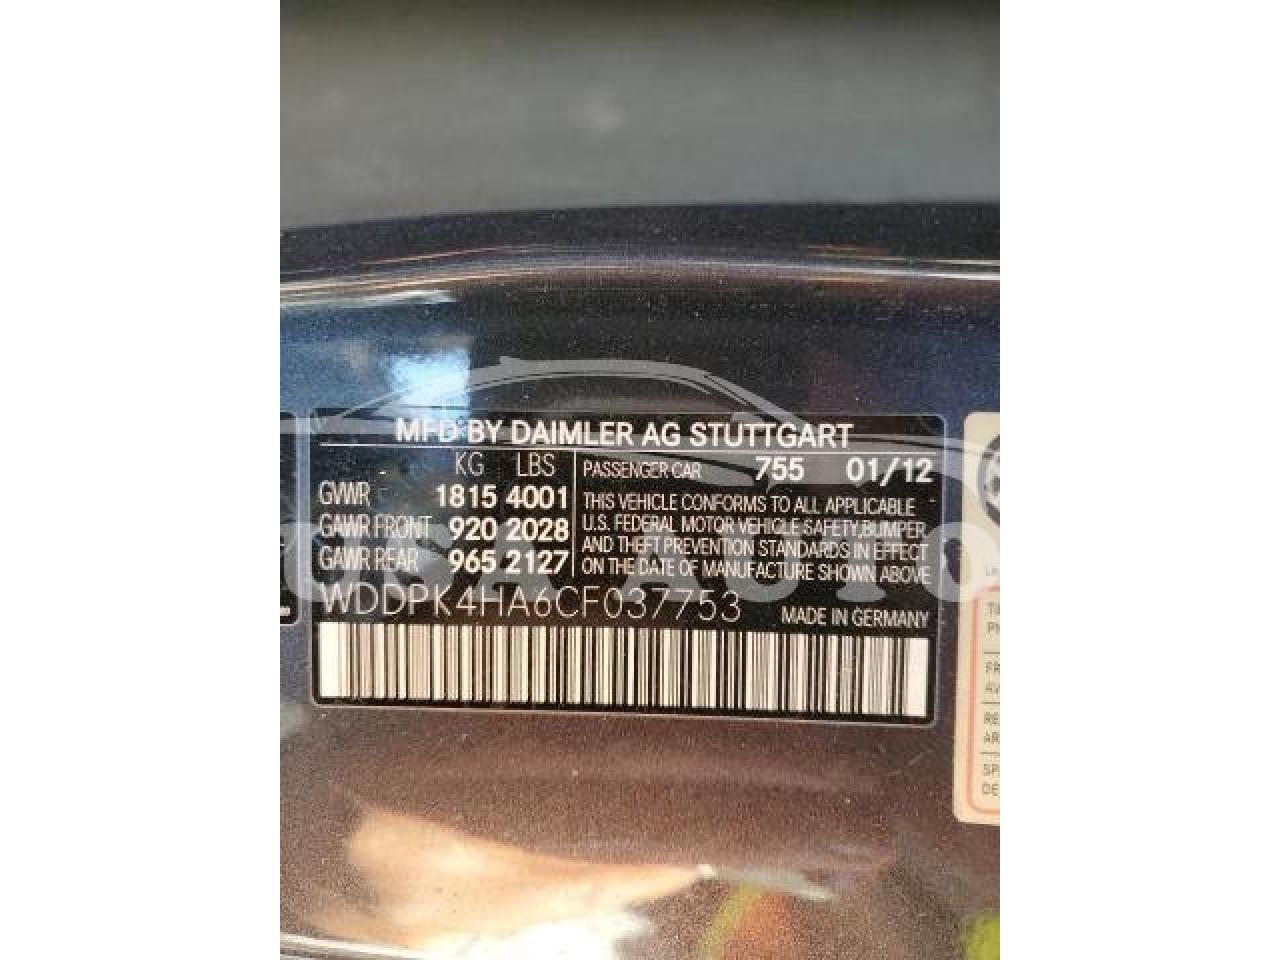 MFD BY DAIMLER AG STUTTGART
KG LBS
GVWR 1815 4001
GAWR FRONT 920 2028
GAWR REAR 965 2127
PASSENGER CAR 755 01/12
THIS VEHICLE CONFORMS TO ALL APPLICABLE
U.S. FEDERAL MOTOR VEHICLE SAFETY,BUMPER,
AND THEFT PREVENTION STANDARDS IN EFFECT
ON THE DATE OF MANUFACTURE SHOWN ABOVE
WDDPK4HA6CF037753 MADE IN GERMANY
USA AUTO